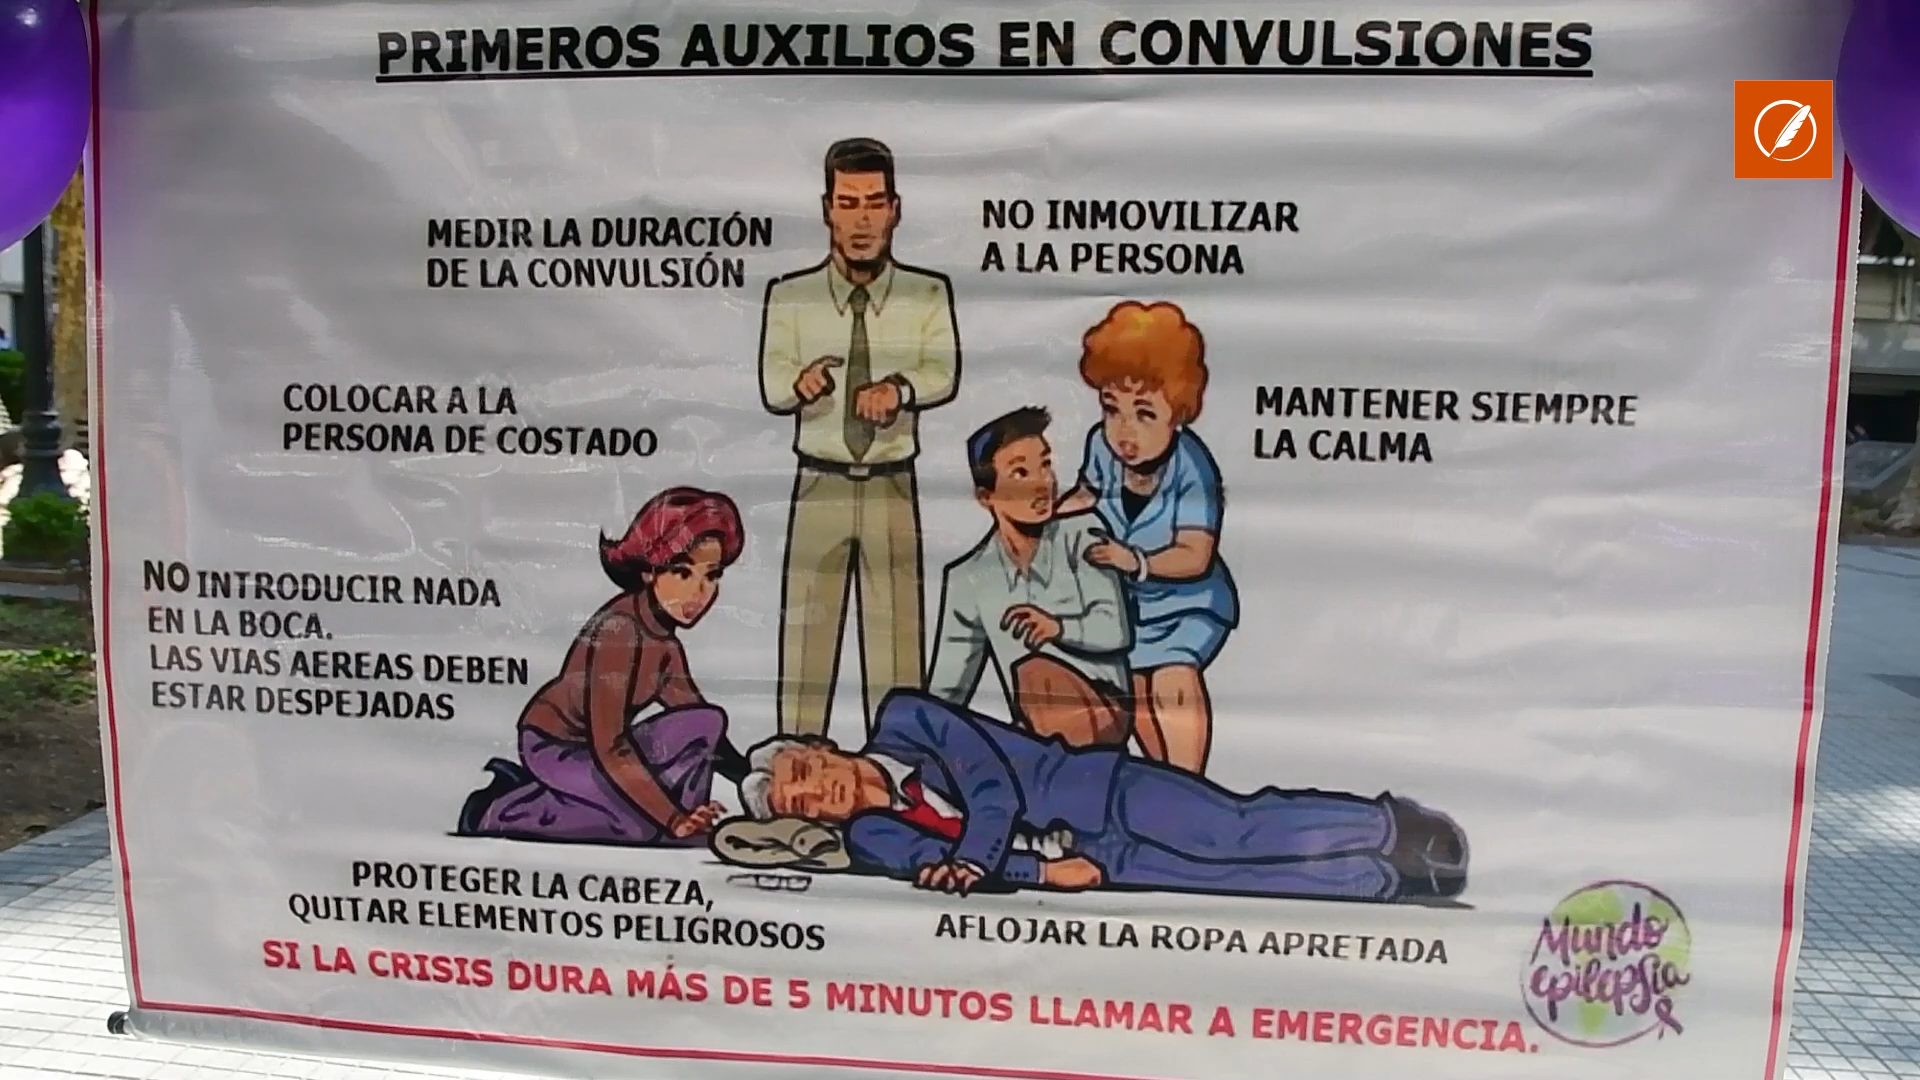 PRIMEROS AUXILIOS EN CONVULSIONES
MEDIR LA DURACIÓN
DE LA CONVULSIÓN
NO INMOVILIZAR
A LA PERSONA
COLOCAR A LA
PERSONA DE COSTADO
MANTENER SIEMPRE
LA CALMA
NO INTRODUCIR NADA
EN LA BOCA.
LAS VIAS AEREAS DEBEN
ESTAR DESPEJADAS
PROTEGER LA CABEZA,
QUITAR ELEMENTOS PELIGROSOS
AFLOJAR LA ROPA APRETADA
SI LA CRISIS DURA MÁS DE 5 MINUTOS LLAMAR A EMERGENCIA.
Mundo
epilepsia